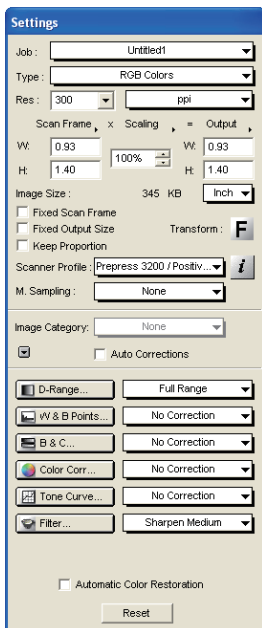 Settings
Job : Untitled1
Type : RGB Colors
Res : 300 ppi
Scan Frame x Scaling = Output
W: 0.93 100% W: 0.93
H: 1.40 H: 1.40
Image Size : 345 KB Inch
Fixed Scan Frame
Fixed Output Size Transform : F
Keep Proportion
Scanner Profile : Prepress 3200 / Positiv... i
M. Sampling : None
Image Category: None
Auto Corrections
D-Range... Full Range
W & B Points... No Correction
B & C... No Correction
Color Corr... No Correction
Tone Curve... No Correction
Filter... Sharpen Medium
Automatic Color Restoration
Reset